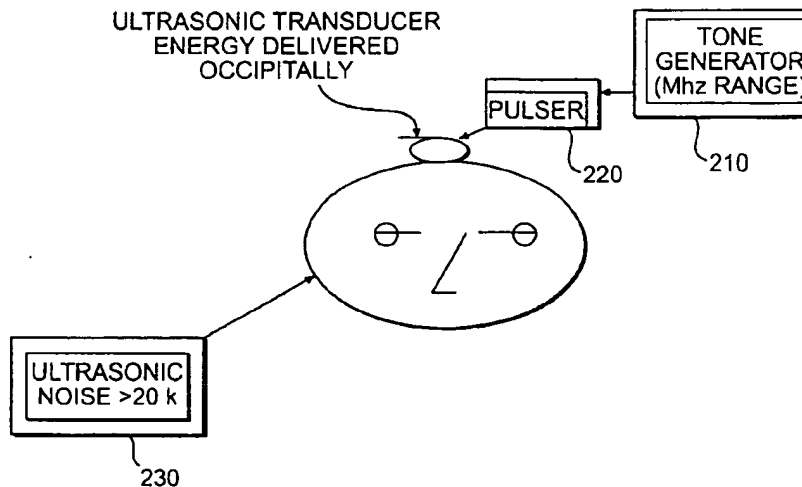 ULTRASONIC TRANSDUCER
ENERGY DELIVERED
OCCIPITALLY
TONE
GENERATOR
(Mhz RANGE)
PULSER
210
220
ULTRASONIC
NOISE >20 k
230